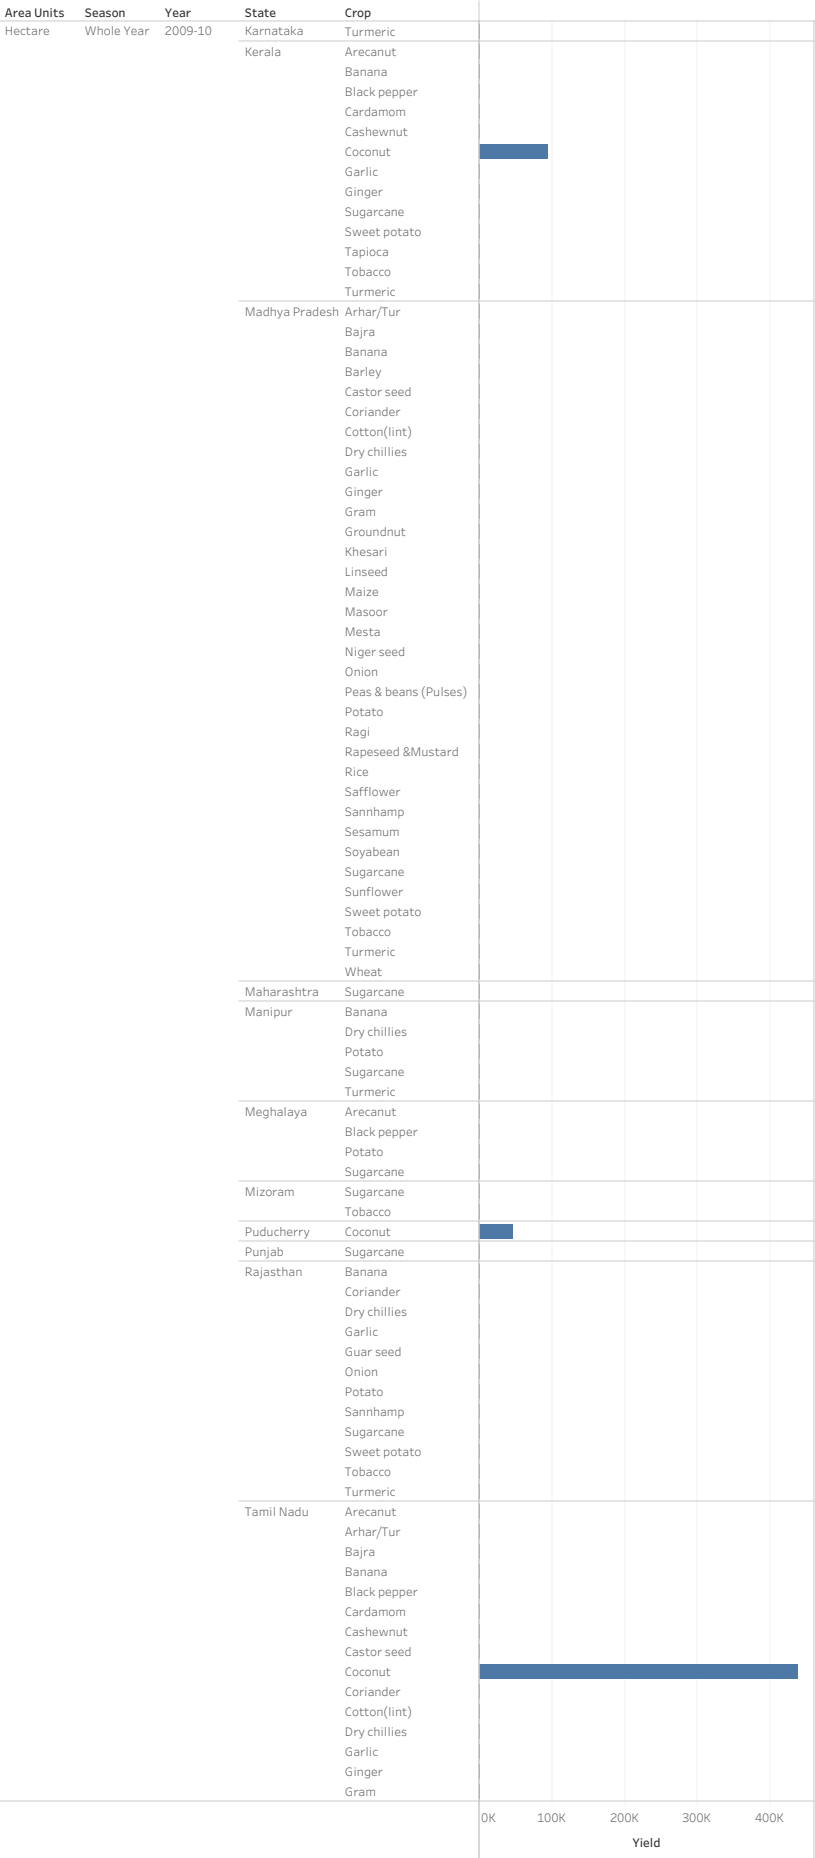 Area Units Season Year State Crop
Hectare Whole Year 2009-10 Karnataka Turmeric
Kerala Arecanut
Banana
Black pepper
Cardamom
Cashewnut
Coconut
Garlic
Ginger
Sugarcane
Sweet potato
Tapioca
Tobacco
Turmeric
Madhya Pradesh Arhar/Tur
Bajra
Banana
Barley
Castor seed
Coriander
Cotton(lint)
Dry chillies
Garlic
Ginger
Gram
Groundnut
Khesari
Linseed
Maize
Masoor
Mesta
Niger seed
Onion
Peas & beans (Pulses)
Potato
Ragi
Rapeseed &Mustard
Rice
Safflower
Sannhamp
Sesamum
Soyabean
Sugarcane
Sunflower
Sweet potato
Tobacco
Turmeric
Wheat
Maharashtra Sugarcane
Manipur Banana
Dry chillies
Potato
Sugarcane
Turmeric
Meghalaya Arecanut
Black pepper
Potato
Sugarcane
Mizoram Sugarcane
Tobacco
Puducherry Coconut
Punjab Sugarcane
Rajasthan Banana
Coriander
Dry chillies
Garlic
Guar seed
Onion
Potato
Sannhamp
Sugarcane
Sweet potato
Tobacco
Turmeric
Tamil Nadu Arecanut
Arhar/Tur
Bajra
Banana
Black pepper
Cardamom
Cashewnut
Castor seed
Coconut
Coriander
Cotton(lint)
Dry chillies
Garlic
Ginger
Gram
0K 100K 200K 300K 400K
Yield